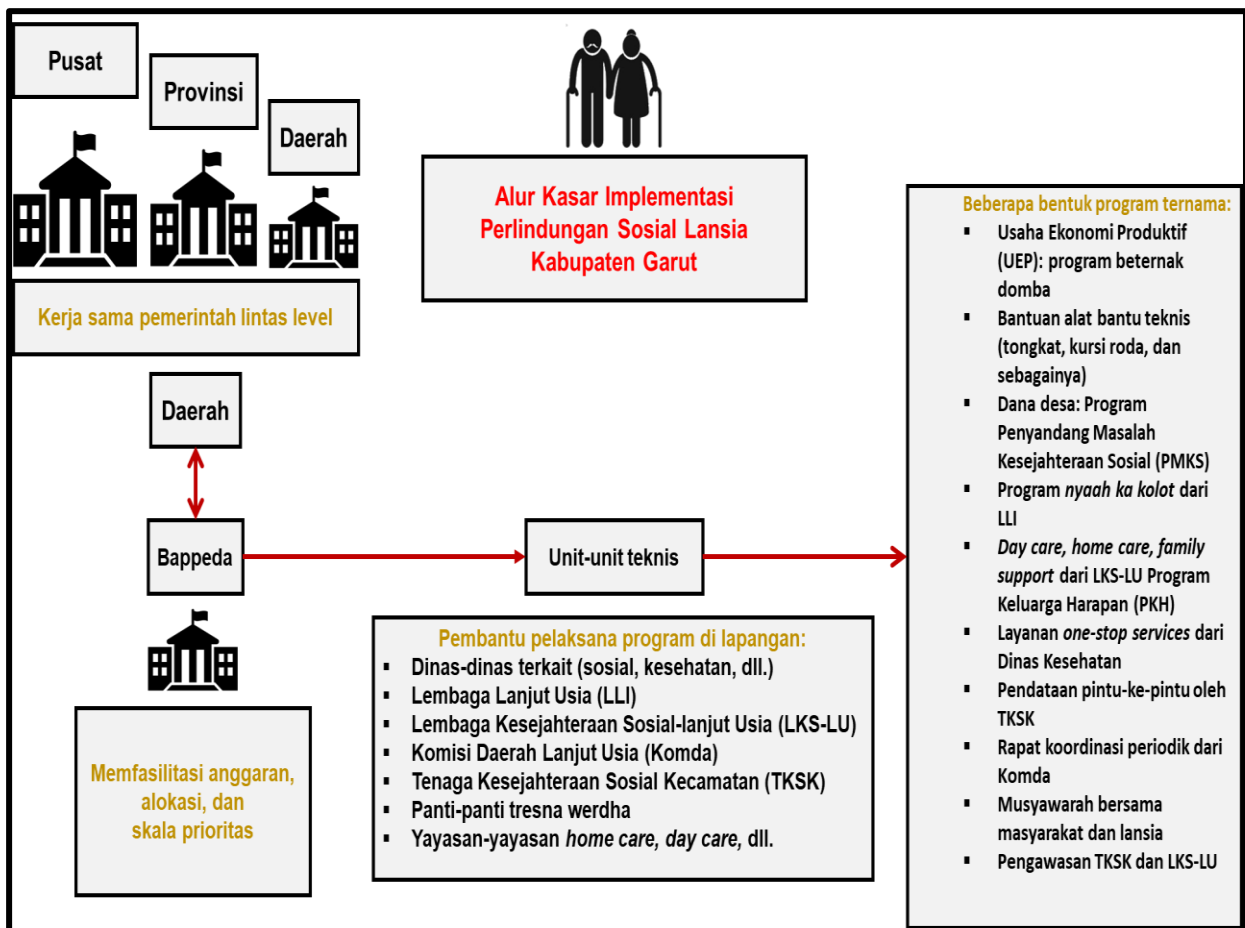 Pusat
Provinsi
Daerah
Kerja sama pemerintah lintas level
Alur Kasar Implementasi
Perlindungan Sosial Lansia
Kabupaten Garut
Daerah
Bappeda
Memfasilitasi anggaran,
alokasi, dan
skala prioritas
Unit-unit teknis
Pembantu pelaksana program di lapangan:
▪ Dinas-dinas terkait (sosial, kesehatan, dll.)
▪ Lembaga Lanjut Usia (LLI)
▪ Lembaga Kesejahteraan Sosial-lanjut Usia (LKS-LU)
▪ Komisi Daerah Lanjut Usia (Komda)
▪ Tenaga Kesejahteraan Sosial Kecamatan (TKSK)
▪ Panti-panti tresna werdha
▪ Yayasan-yayasan home care, day care, dll.
Beberapa bentuk program ternama:
▪ Usaha Ekonomi Produktif
(UEP): program beternak
domba
▪ Bantuan alat bantu teknis
(tongkat, kursi roda, dan
sebagainya)
▪ Dana desa: Program
Penyandang Masalah
Kesejahteraan Sosial (PMKS)
▪ Program nyaah ka kolot dari
LLI
▪ Day care, home care, family
support dari LKS-LU Program
Keluarga Harapan (PKH)
▪ Layanan one-stop services dari
Dinas Kesehatan
▪ Pendataan pintu-ke-pintu oleh
TKSK
▪ Rapat koordinasi periodik dari
Komda
▪ Musyawarah bersama
masyarakat dan lansia
▪ Pengawasan TKSK dan LKS-LU